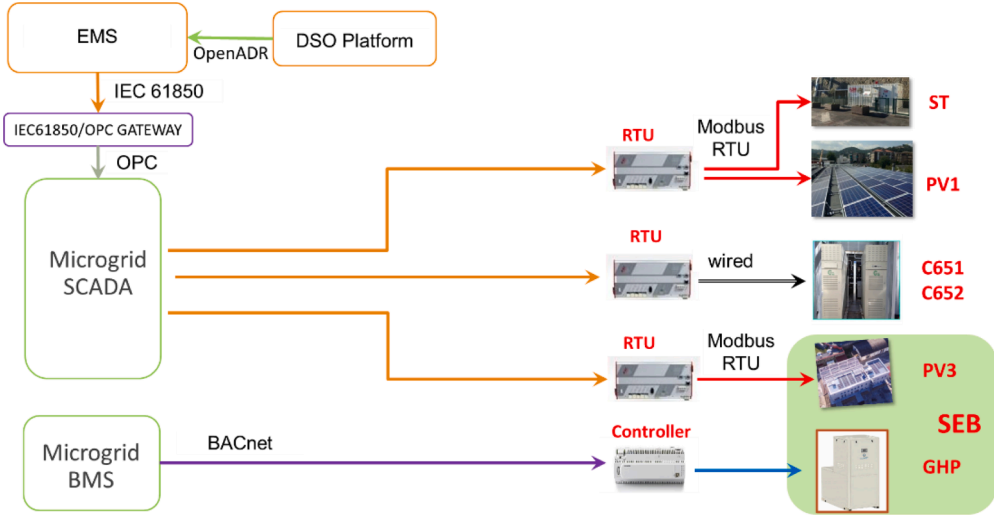 EMS
OpenADR
DSO Platform
IEC 61850
IEC61850/OPC GATEWAY
OPC
Microgrid
SCADA
RTU
Modbus
RTU
ST
PV1
RTU
wired
C651
C652
RTU
Modbus
RTU
PV3
SEB
Microgrid
BMS
BACnet
Controller
GHP